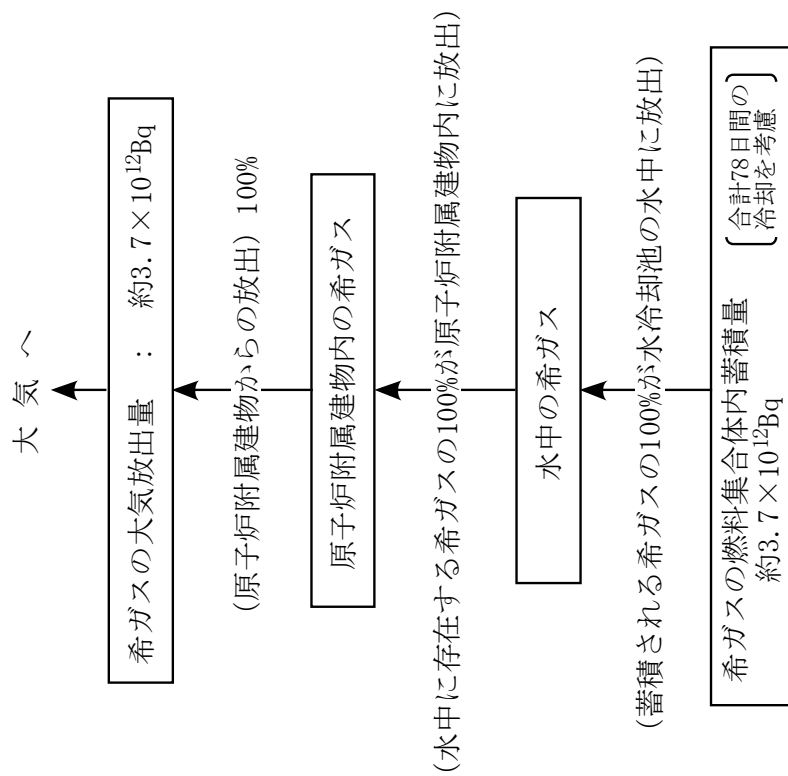 大気へ
希ガスの大気放出量 ： 約3.7×10¹²Bq
(原子炉附属建物からの放出) 100%
原子炉附属建物内の希ガス
(水中に存在する希ガスの100%が原子炉附属建物内に放出)
水中の希ガス
(蓄積される希ガスの100%が水冷却池の水中に放出)
希ガスの燃料集合体内蓄積量
約3.7×10¹²Bq
合計78日間の
冷却を考慮